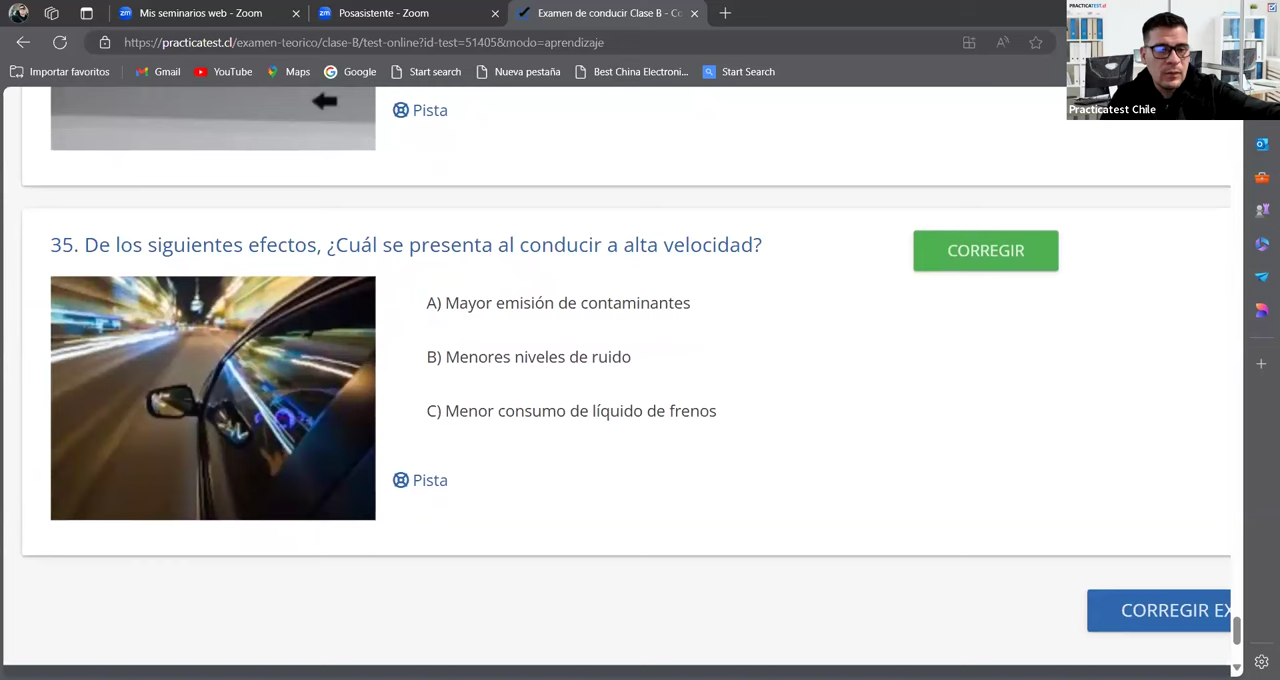 Mis seminarios web - Zoom
Posasistente - Zoom
Examen de conducir Clase B - Co
https://practicatest.cl/examen-teorico/clase-B/test-online?id-test=51405&modo=aprendizaje
Importar favoritos
Gmail
YouTube
Maps
Google
Start search
Nueva pestaña
Best China Electroni...
Start Search
PRACTICATEST.cl
Practicatest Chile
Pista
35. De los siguientes efectos, ¿Cuál se presenta al conducir a alta velocidad?
CORREGIR
A) Mayor emisión de contaminantes
B) Menores niveles de ruido
C) Menor consumo de líquido de frenos
Pista
CORREGIR EX